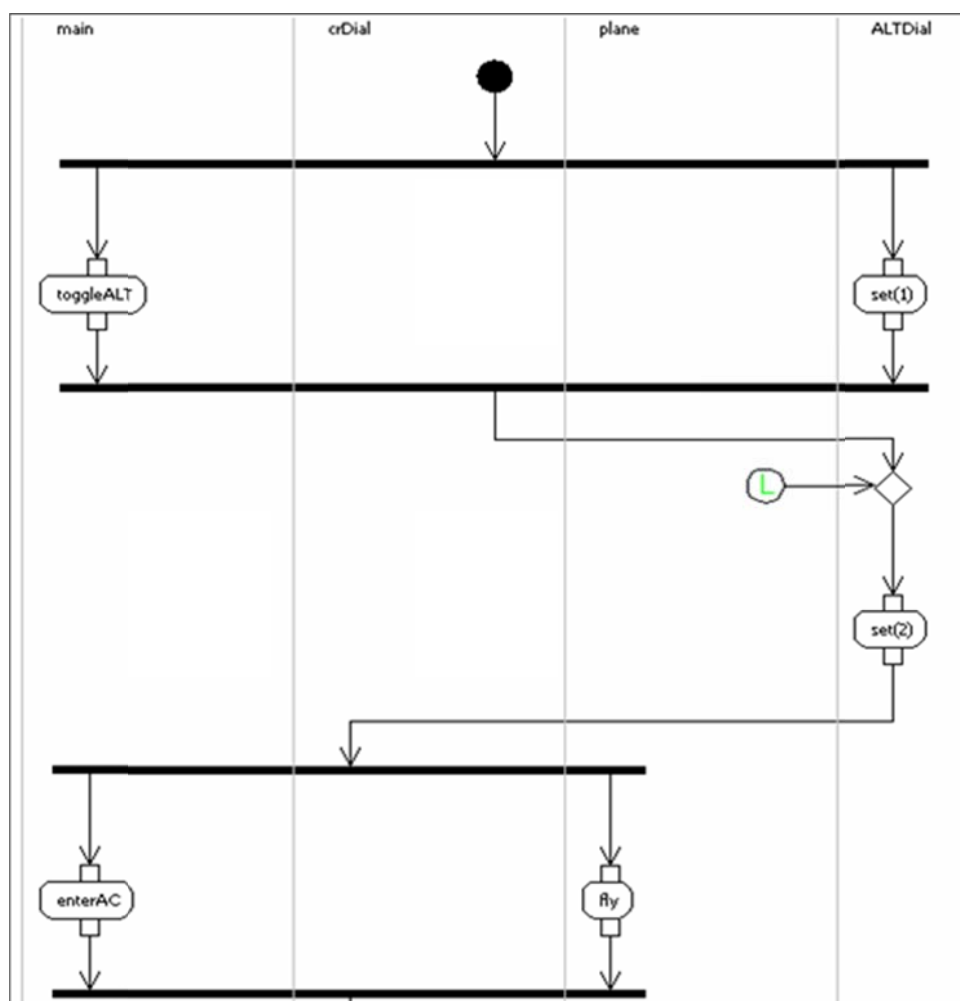 main
crDial
plane
ALTDial
toggleALT
set(1)
L
set(2)
enterAC
fly